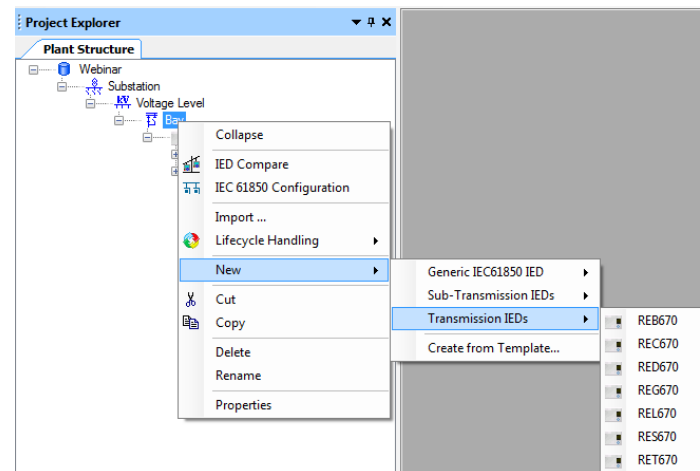 Project Explorer
Plant Structure
Webinar
Substation
Voltage Level
Bay
Collapse
IED Compare
IEC 61850 Configuration
Import ...
Lifecycle Handling
New
Cut
Copy
Delete
Rename
Properties
Generic IEC61850 IED
Sub-Transmission IEDs
Transmission IEDs
Create from Template...
REB670
REC670
RED670
REG670
REL670
RES670
RET670